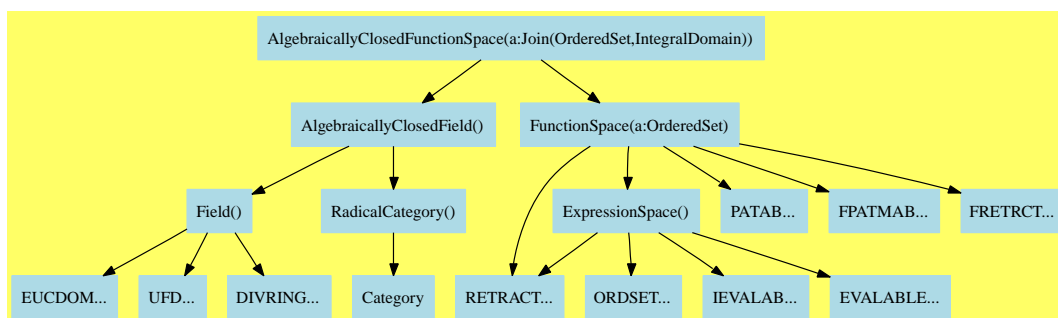 AlgebraicallyClosedFunctionSpace(a:Join(OrderedSet,IntegralDomain))
AlgebraicallyClosedField()
FunctionSpace(a:OrderedSet)
Field()
RadicalCategory()
ExpressionSpace()
PATAB...
FPATMAB...
FRETRCT...
EUCDOM...
UFD...
DIVRING...
Category
RETRACT...
ORDSET...
IEVALAB...
EVALABLE...